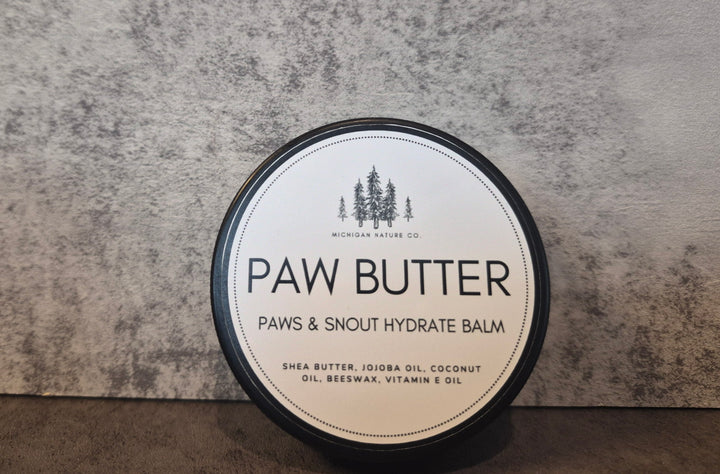 MICHIGAN NATURE CO.
PAW BUTTER
PAWS & SNOUT HYDRATE BALM
SHEA BUTTER, JOJOBA OIL, COCONUT
OIL, BEESWAX, VITAMIN E OIL